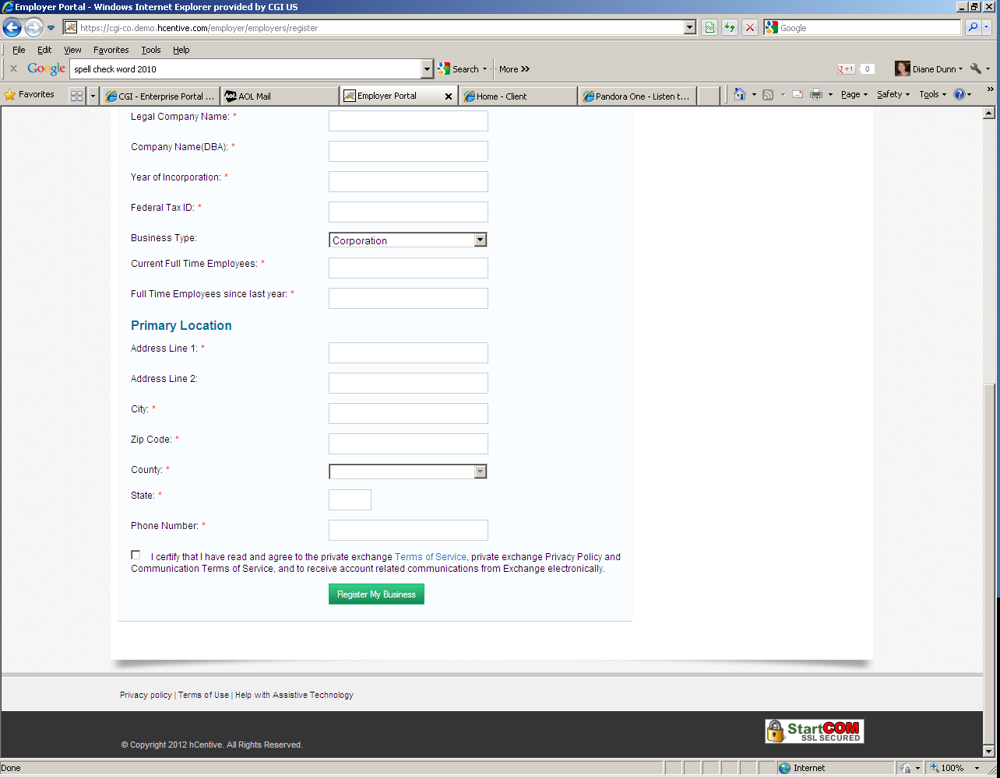 Employer Portal - Windows Internet Explorer provided by CGI US
https://cgi-co.demo.hcentive.com/employer/employers/register
Google
File Edit View Favorites Tools Help
x Google spell check word 2010 Search More >> +1 0 Diane Dunn
Favorites CGI - Enterprise Portal ... AOL Mail Employer Portal Home - Client Pandora One - Listen t... Page Safety Tools
Legal Company Name: *
Company Name(DBA): *
Year of Incorporation: *
Federal Tax ID: *
Business Type: Corporation
Current Full Time Employees: *
Full Time Employees since last year: *
Primary Location
Address Line 1: *
Address Line 2:
City: *
Zip Code: *
County: *
State: *
Phone Number: *
I certify that I have read and agree to the private exchange Terms of Service, private exchange Privacy Policy and
Communication Terms of Service, and to receive account related communications from Exchange electronically.
Register My Business
Privacy policy | Terms of Use | Help with Assistive Technology
StartCOM
SSL SECURED
© Copyright 2012 hCentive. All Rights Reserved.
Done Internet 100%